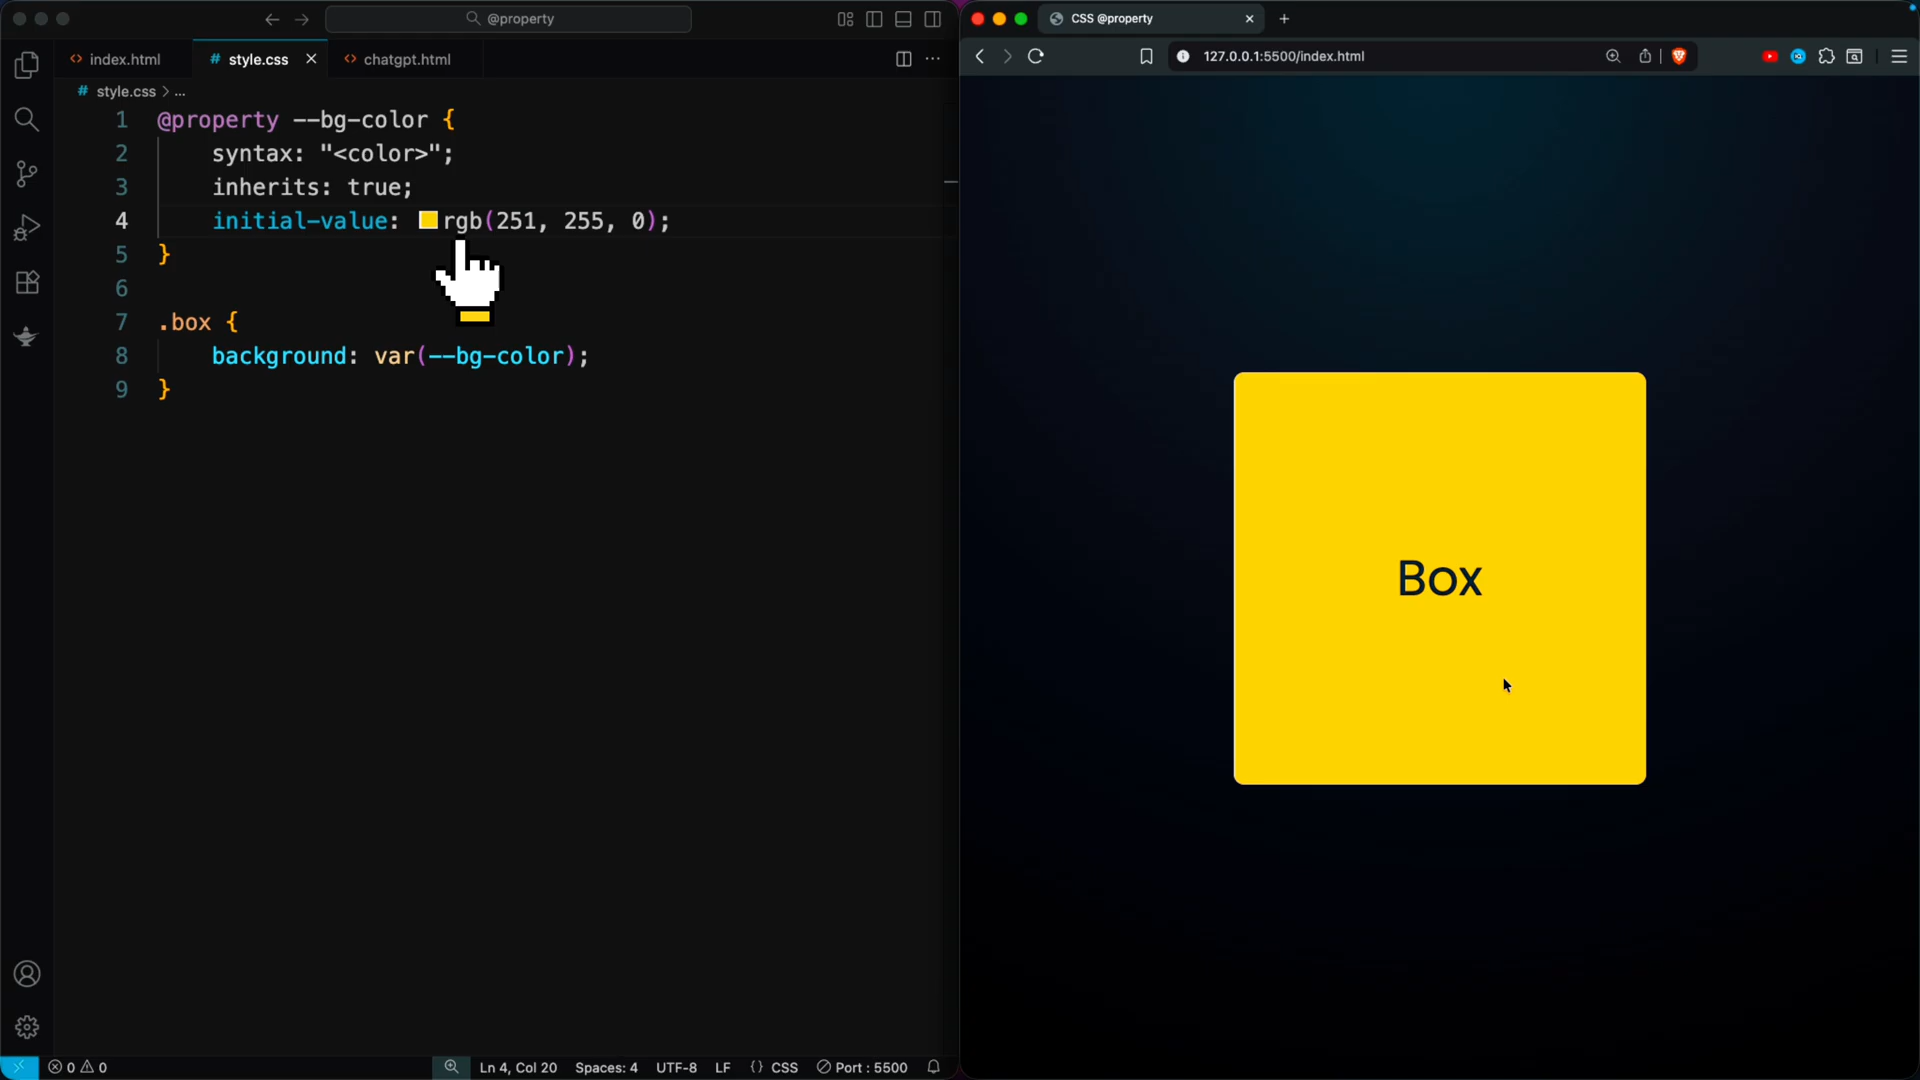 @property
index.html
style.css
chatgpt.html
# style.css > ...
1 @property --bg-color {
2 syntax: "<color>";
3 inherits: true;
4 initial-value: rgb(251, 255, 0);
5 }
6
7 .box {
8 background: var(--bg-color);
9 }
0 0
Ln 4, Col 20
Spaces: 4
UTF-8
LF
{} CSS
Port : 5500
CSS @property
127.0.0.1:5500/index.html
Box